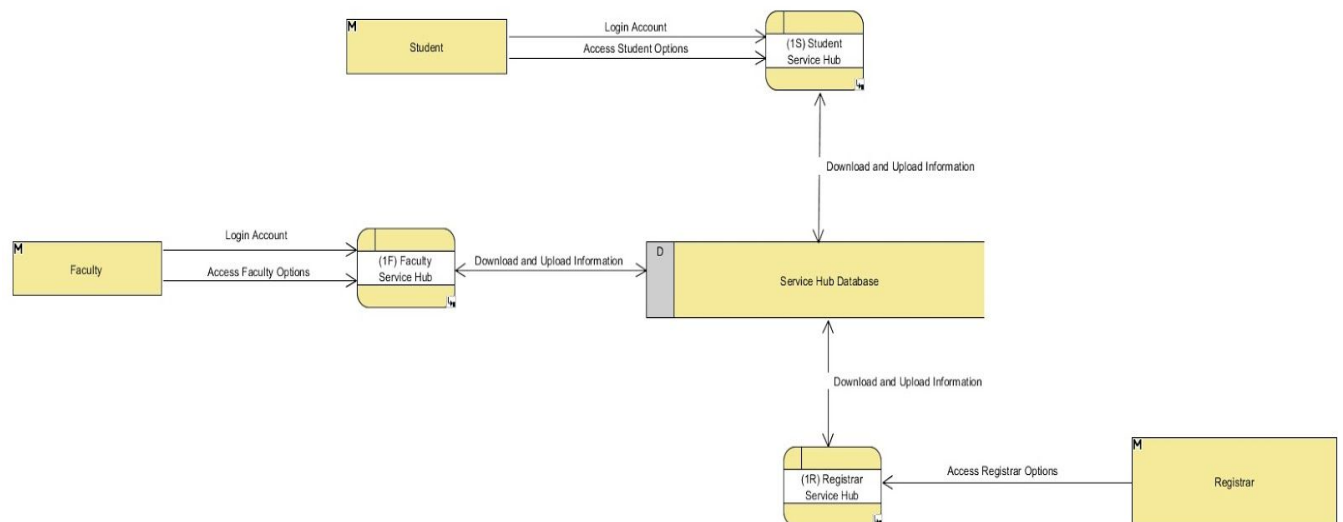 M
Student
Login Account
Access Student Options
(1S) Student
Service Hub
Download and Upload Information
M
Faculty
Login Account
Access Faculty Options
(1F) Faculty
Service Hub
Download and Upload Information
D
Service Hub Database
Download and Upload Information
(1R) Registrar
Service Hub
Access Registrar Options
M
Registrar